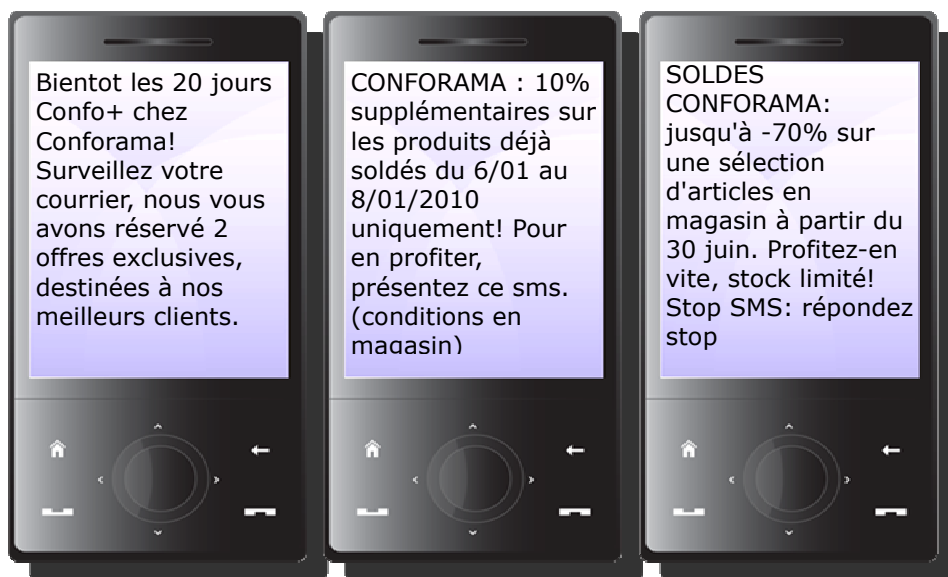 Bientot les 20 jours
Confo+ chez
Conforama!
Surveillez votre
courrier, nous vous
avons réservé 2
offres exclusives,
destinées à nos
meilleurs clients.
CONFORAMA : 10%
supplémentaires sur
les produits déjà
soldés du 6/01 au
8/01/2010
uniquement! Pour
en profiter,
présentez ce sms.
(conditions en
magasin)
SOLDES
CONFORAMA:
jusqu'à -70% sur
une sélection
d'articles en
magasin à partir du
30 juin. Profitez-en
vite, stock limité!
Stop SMS: répondez
stop